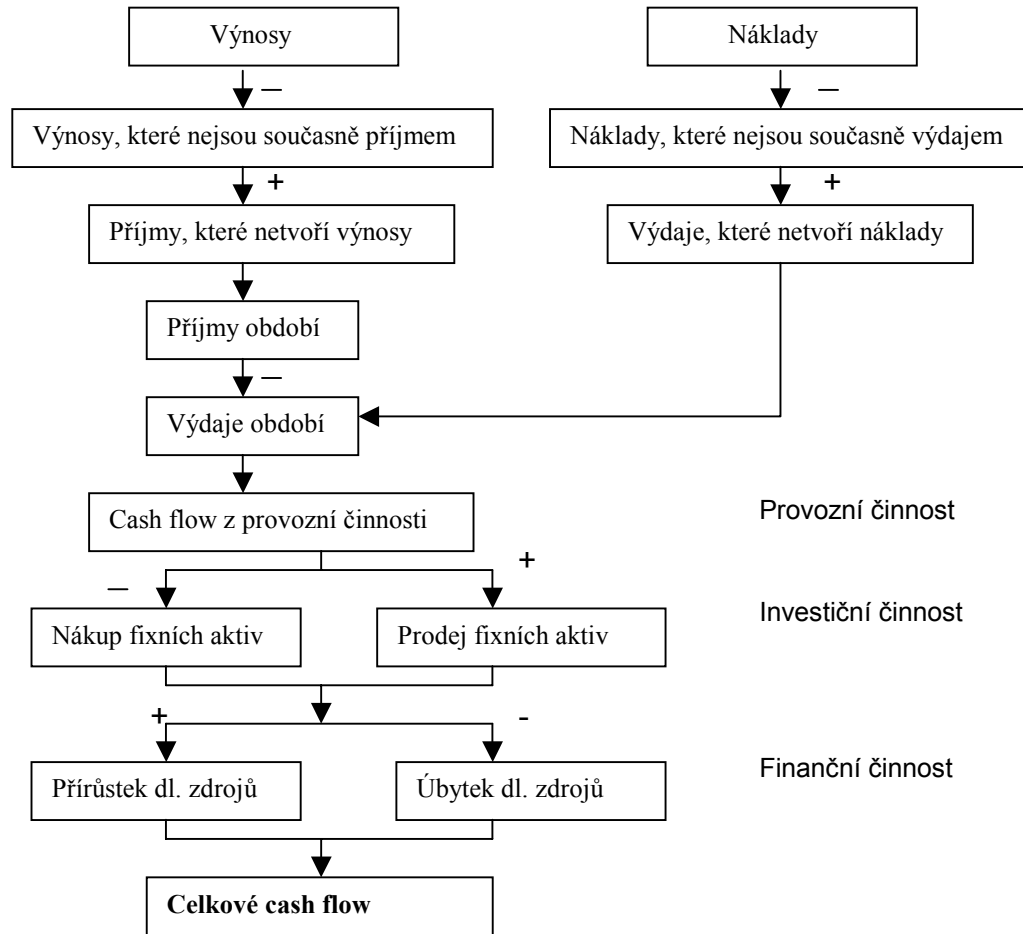 Výnosy
Náklady
—
—
Výnosy, které nejsou současně příjmem
Náklady, které nejsou současně výdajem
+
+
Příjmy, které netvoří výnosy
Výdaje, které netvoří náklady
Příjmy období
—
Výdaje období
Cash flow z provozní činnosti
Provozní činnost
—
+
Nákup fixních aktiv
Prodej fixních aktiv
Investiční činnost
+
-
Přírůstek dl. zdrojů
Úbytek dl. zdrojů
Finanční činnost
Celkové cash flow